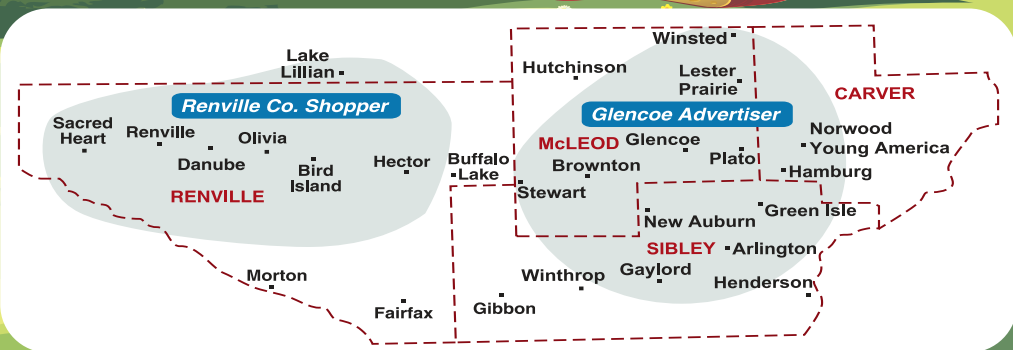 Lake
Lillian
Renville Co. Shopper
Sacred
Heart
Renville
Danube
Olivia
Bird
Island
Hector
Buffalo
Lake
RENVILLE
Morton
Fairfax
Winsted
Hutchinson
Lester
Prairie
Glencoe Advertiser
CARVER
McLEOD
Glencoe
Brownton
Plato
Norwood
Young America
Hamburg
Stewart
New Auburn
Green Isle
SIBLEY
Arlington
Winthrop
Gaylord
Henderson
Gibbon